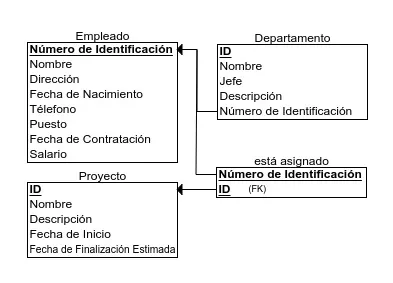 Empleado
Número de Identificación
Nombre
Dirección
Fecha de Nacimiento
Télefono
Puesto
Fecha de Contratación
Salario
Departamento
ID
Nombre
Jefe
Descripción
Número de Identificación
está asignado
Número de Identificación
ID (FK)
Proyecto
ID
Nombre
Descripción
Fecha de Inicio
Fecha de Finalización Estimada